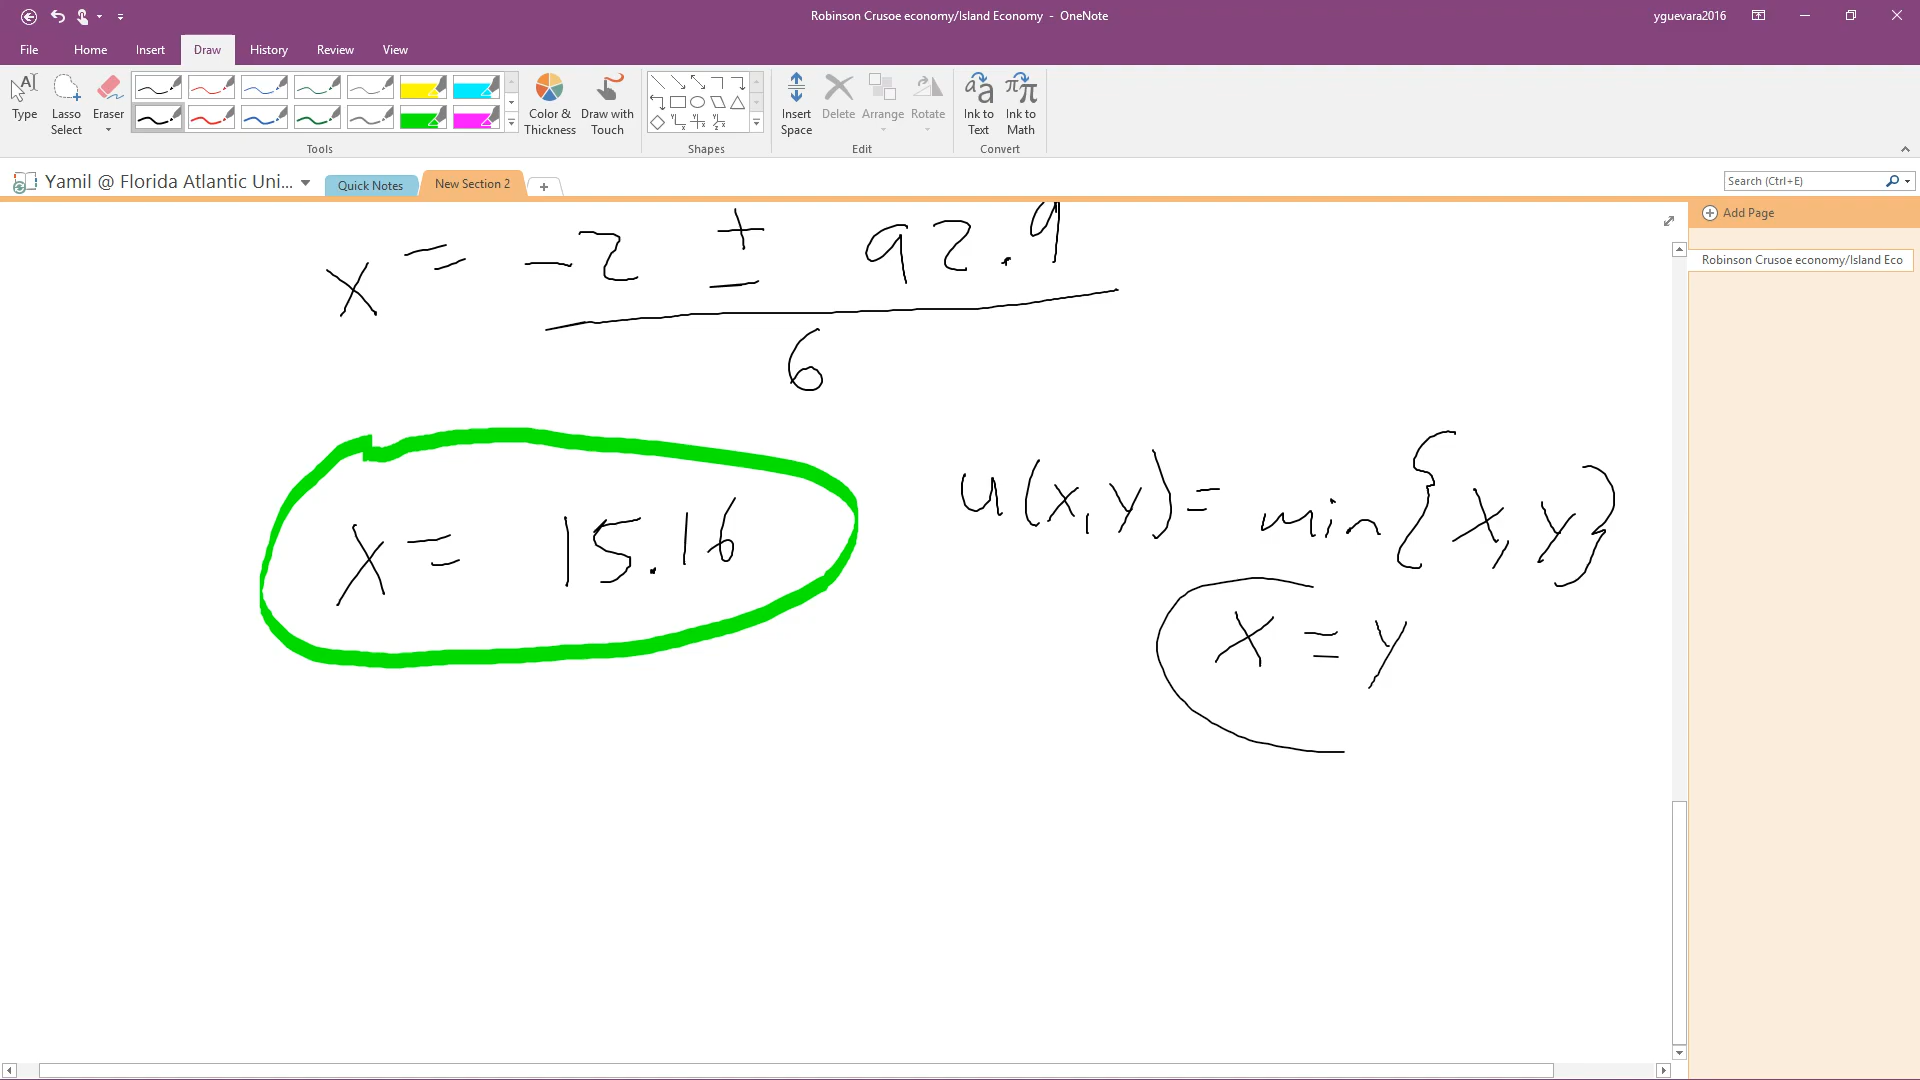 Robinson Crusoe economy/Island Economy - OneNote
yguevara2016
File Home Insert Draw History Review View
Type
Lasso Select
Eraser
Color & Thickness
Draw with Touch
Insert Space
Delete
Arrange
Rotate
Ink to Text
Ink to Math
Tools
Shapes
Edit
Convert
Yamil @ Florida Atlantic Uni...
Quick Notes
New Section 2
Search (Ctrl+E)
Add Page
Robinson Crusoe economy/Island Eco
x = -2 ± 92.9
6
x = 15.16
u(x,y) = min{x,y}
x = y